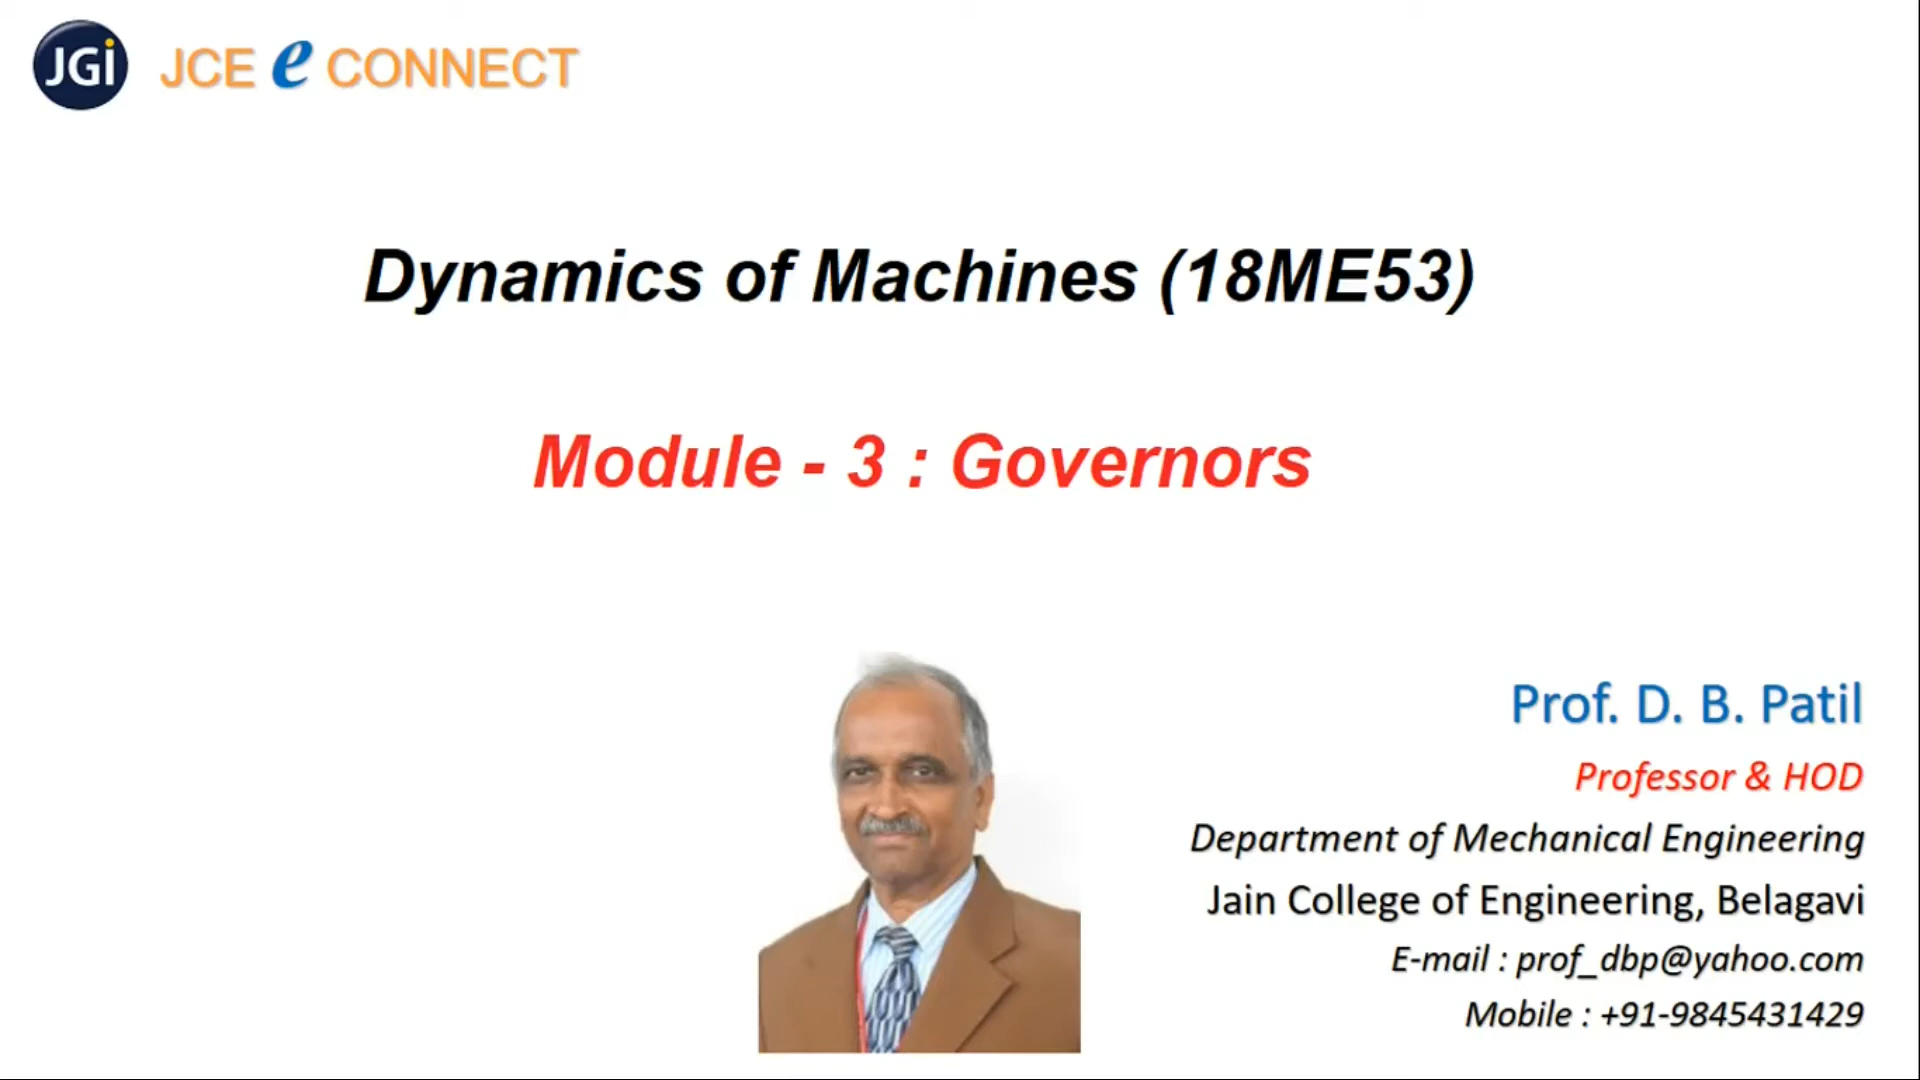 JGi JCE e CONNECT
Dynamics of Machines (18ME53)
Module - 3 : Governors
Prof. D. B. Patil
Professor & HOD
Department of Mechanical Engineering
Jain College of Engineering, Belagavi
E-mail : prof_dbp@yahoo.com
Mobile : +91-9845431429